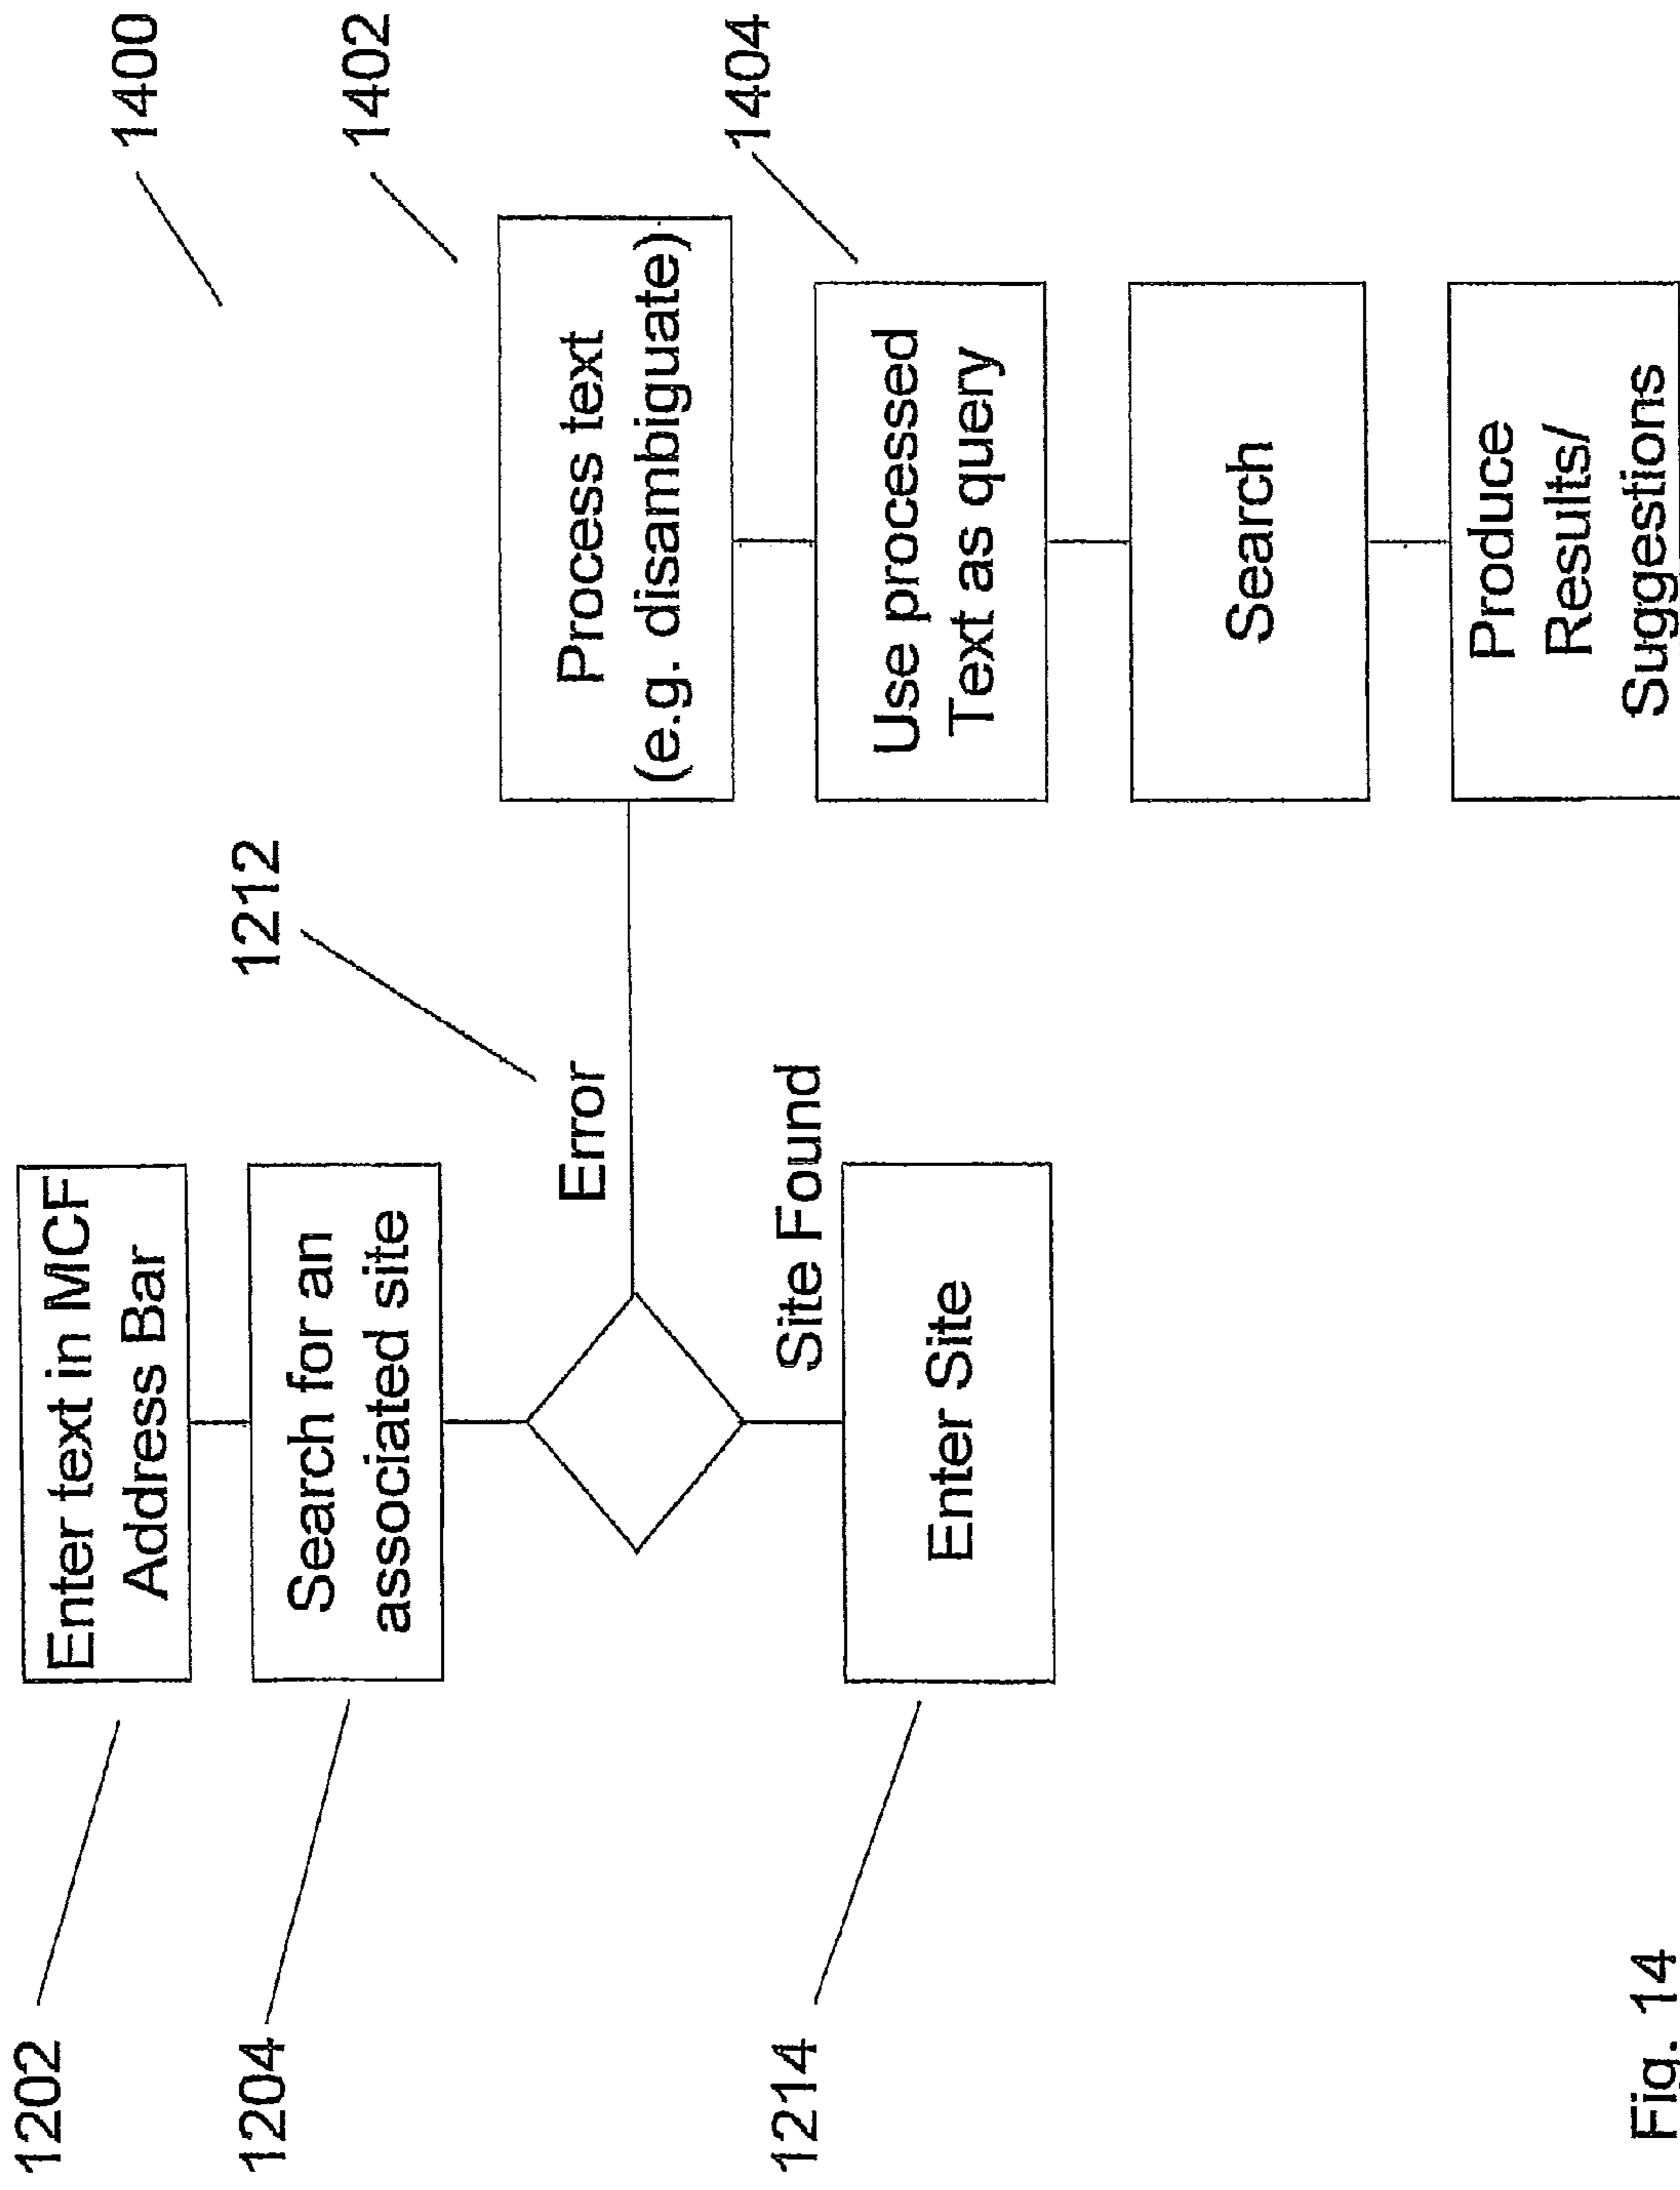 1400
1202
Enter text in MCF
Address Bar
1402
1204
Search for an
associated site
1212
Error
Process text
(e.g. disambiguate)
1404
Site Found
Use processed
Text as query
1214
Enter Site
Search
Produce
Results/
Suggestions
Fig. 14